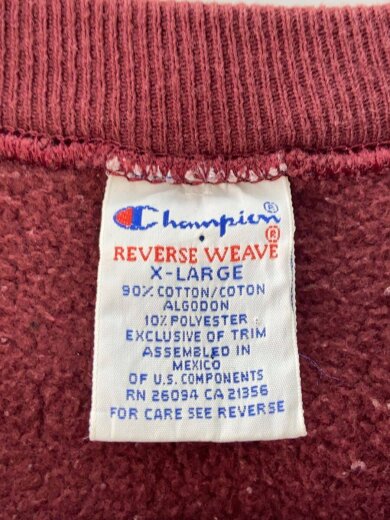 Champion®
REVERSE WEAVE®
X-LARGE
90% COTTON/COTON
ALGODON
10% POLYESTER
EXCLUSIVE OF TRIM
ASSEMBLED IN
MEXICO
OF U.S. COMPONENTS
RN 26094 CA 21356
FOR CARE SEE REVERSE